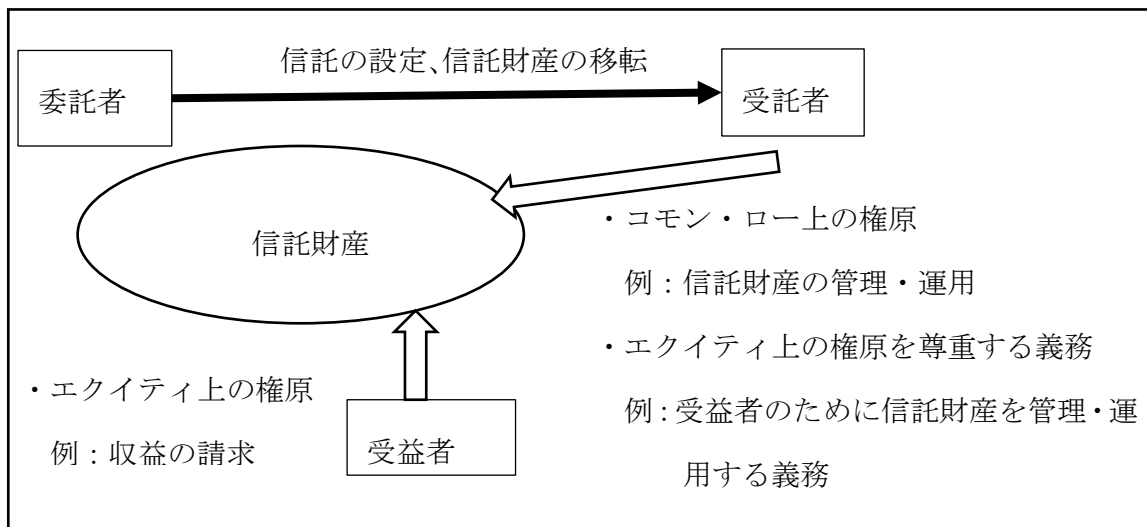 信託の設定、信託財産の移転
委託者
受託者
信託財産
・コモン・ロー上の権原
例：信託財産の管理・運用
・エクイティ上の権原を尊重する義務
例：受益者のために信託財産を管理・運
用する義務
・エクイティ上の権原
例：収益の請求
受益者